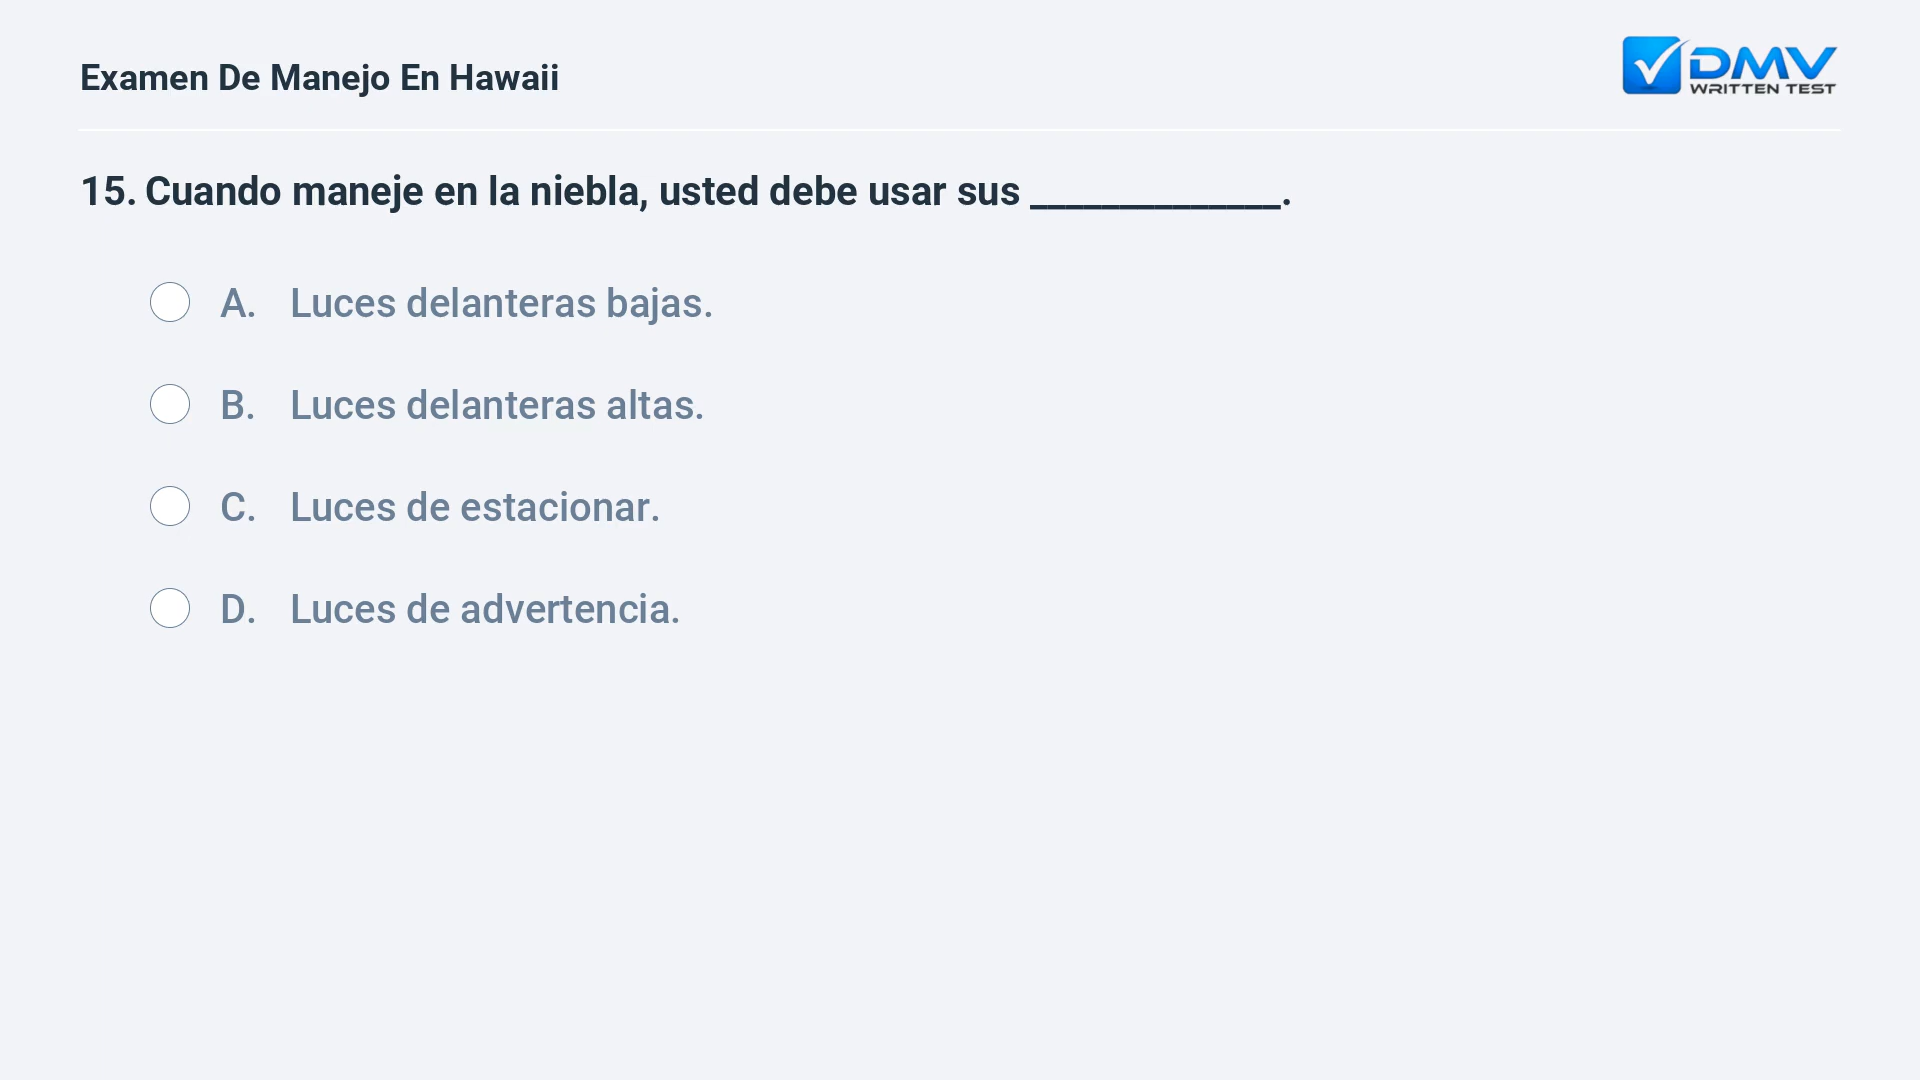 Examen De Manejo En Hawaii
DMV
WRITTEN TEST
15. Cuando maneje en la niebla, usted debe usar sus ______________.
A. Luces delanteras bajas.
B. Luces delanteras altas.
C. Luces de estacionar.
D. Luces de advertencia.